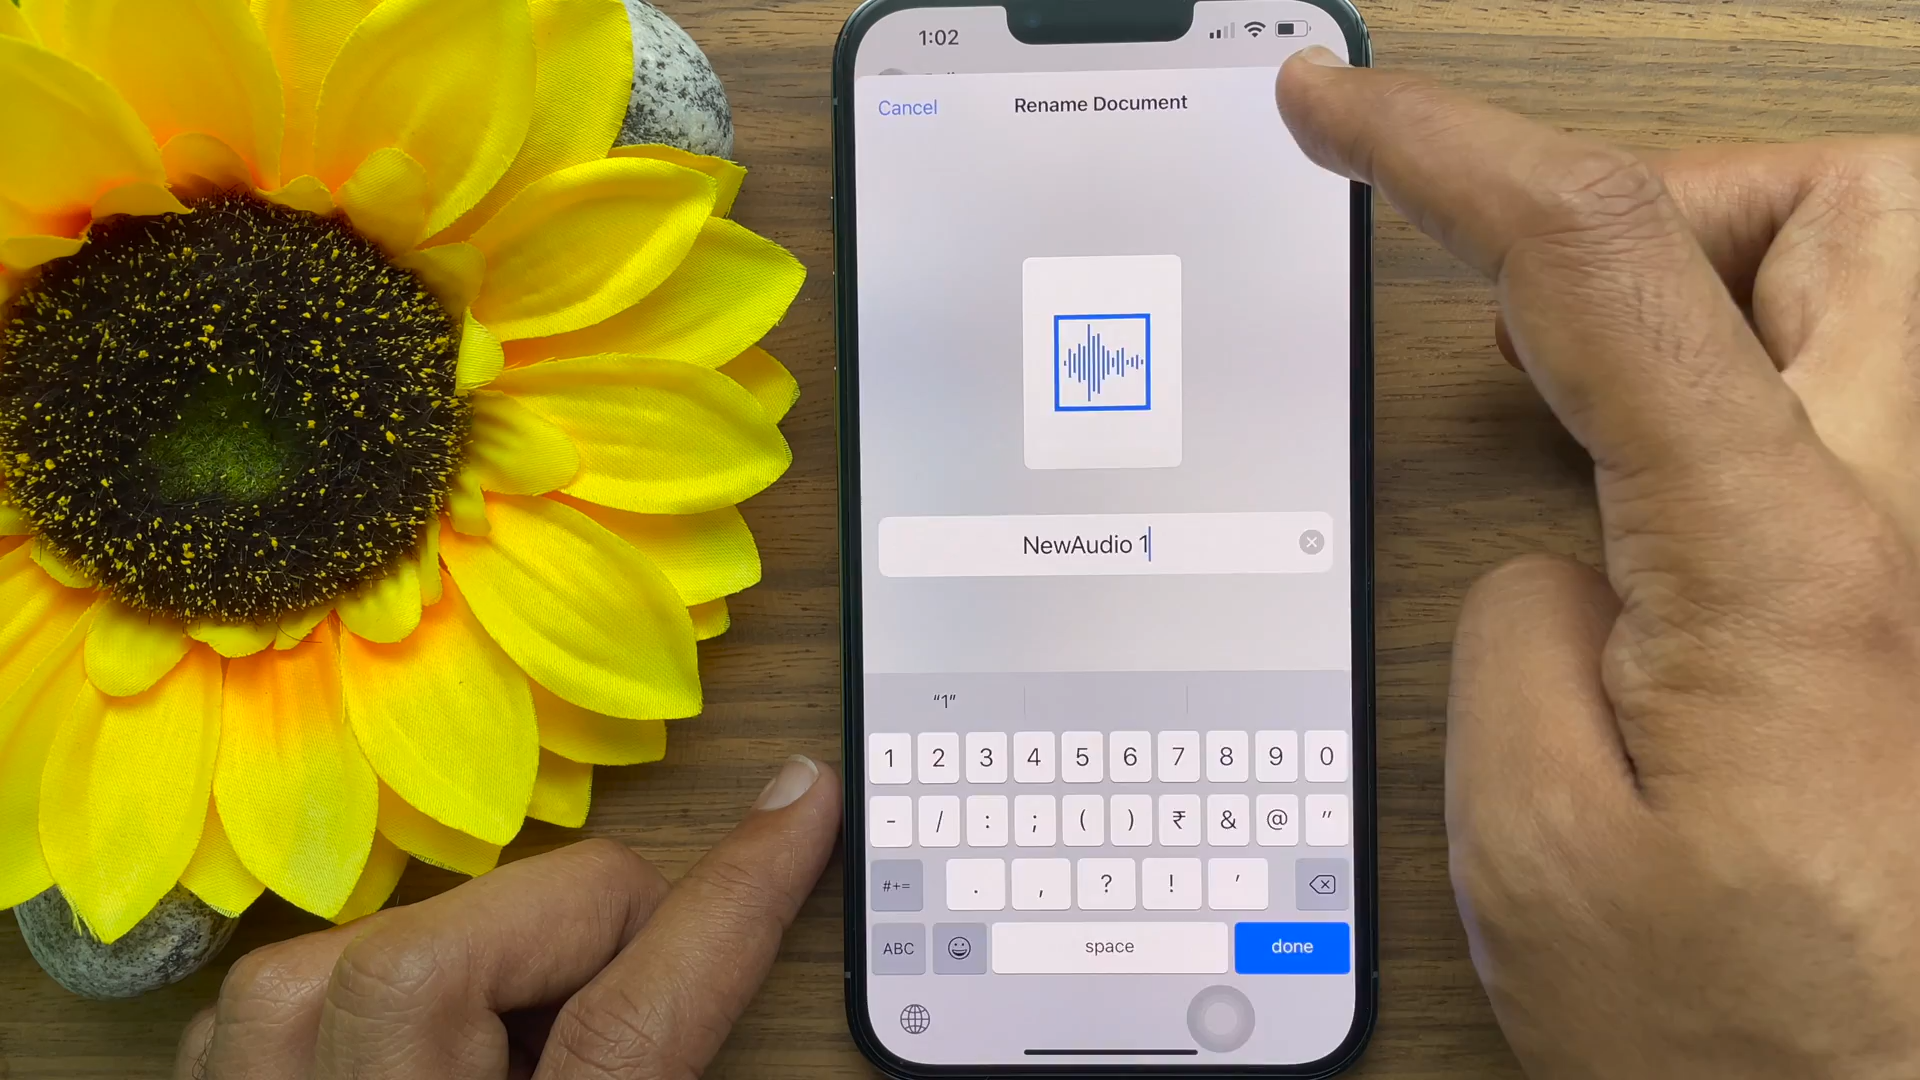 1:02
Cancel
Rename Document
NewAudio 1
“1”
1 2 3 4 5 6 7 8 9 0
- / : ; ( ) ₹ & @ "
#+= . , ? ! '
ABC space done